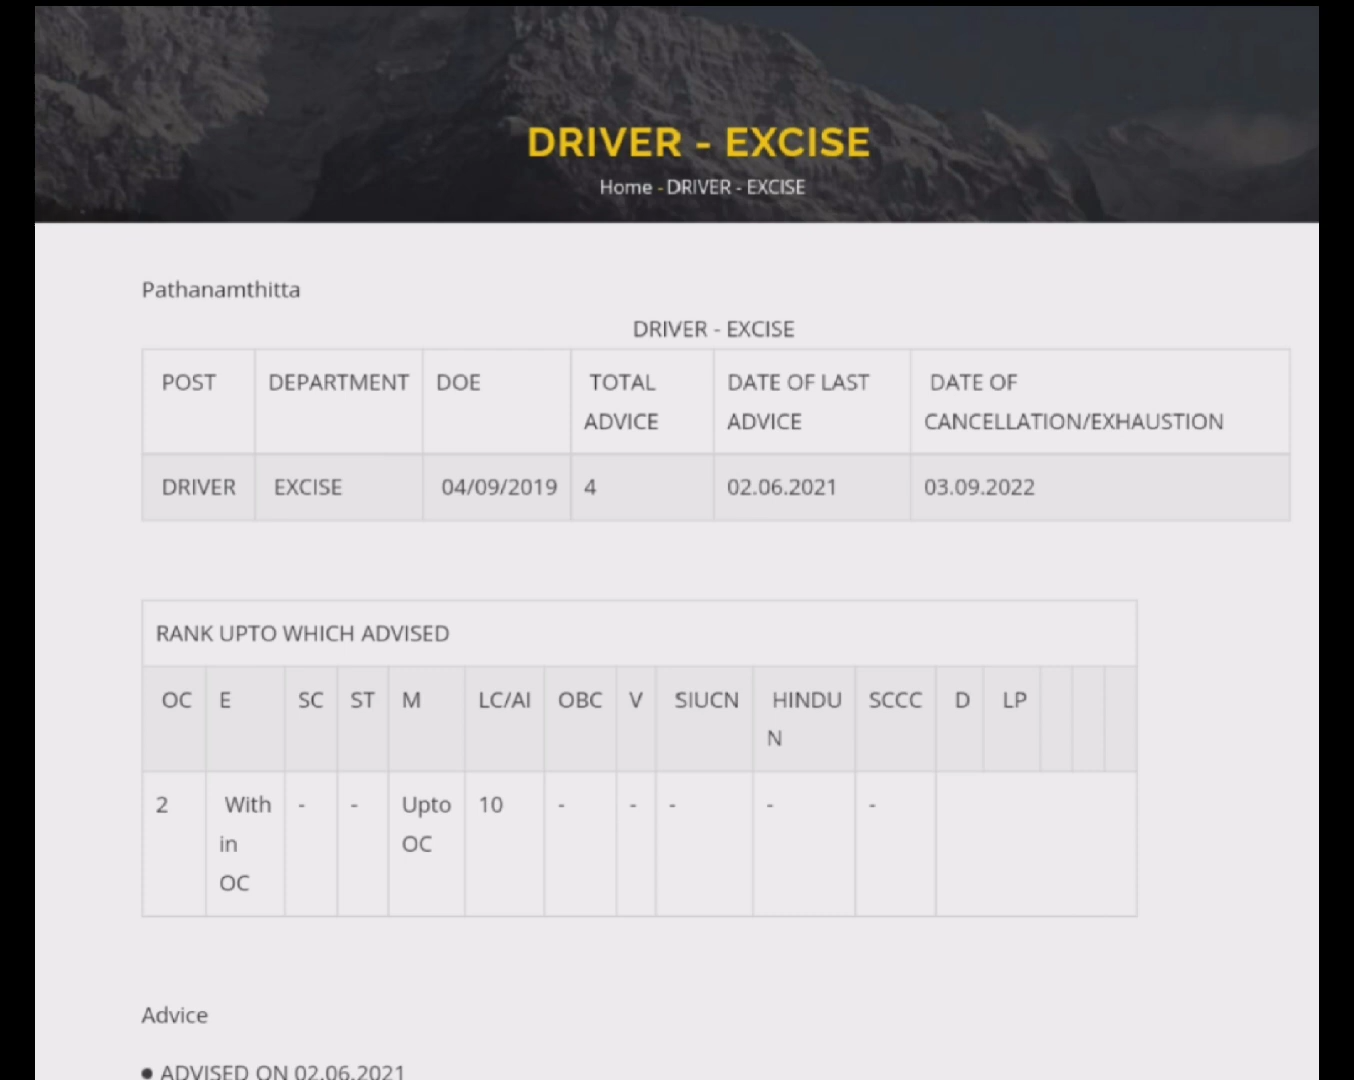 DRIVER - EXCISE
Home - DRIVER - EXCISE
Pathanamthitta
DRIVER - EXCISE
POST DEPARTMENT DOE TOTAL ADVICE DATE OF LAST ADVICE DATE OF CANCELLATION/EXHAUSTION
DRIVER EXCISE 04/09/2019 4 02.06.2021 03.09.2022
RANK UPTO WHICH ADVISED
OC E SC ST M LC/AI OBC V SIUCN HINDU N SCCC D LP
2 With in OC - - Upto OC 10 - - - - -
Advice
● ADVISED ON 02.06.2021